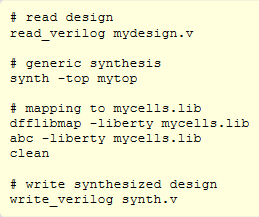 # read design
read_verilog mydesign.v
# generic synthesis
synth -top mytop
# mapping to mycells.lib
dfflibmap -liberty mycells.lib
abc -liberty mycells.lib
clean
# write synthesized design
write_verilog synth.v